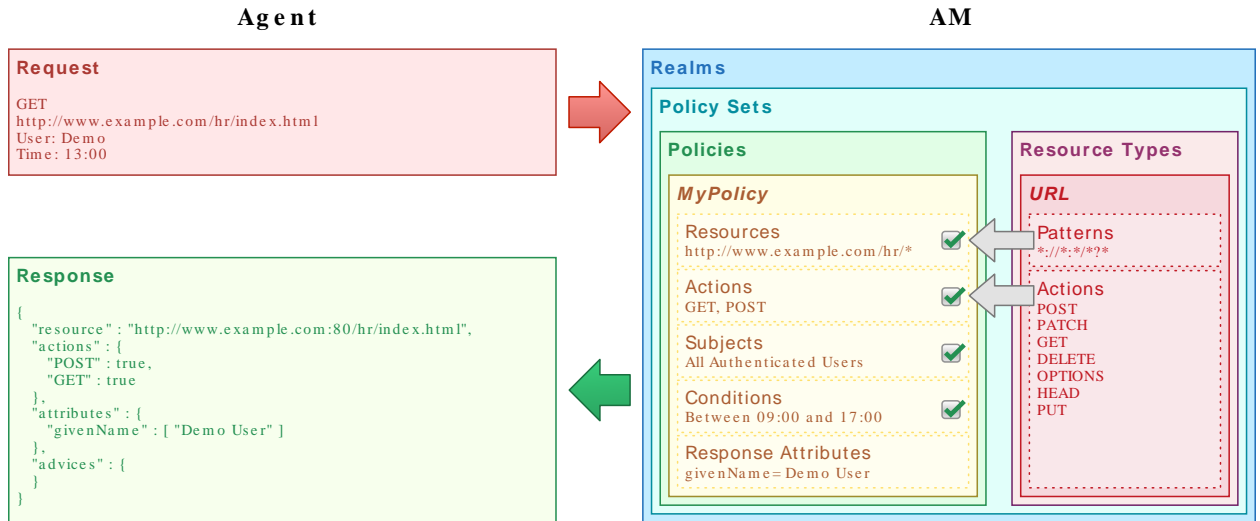 Agent
AM
Request
GET
http://www.example.com/hr/index.html
User: Demo
Time: 13:00
Response
{
"resource" : "http://www.example.com:80/hr/index.html",
"actions" : {
"POST" : true,
"GET" : true
},
"attributes" : {
"givenName" : [ "Demo User" ]
},
"advices" : {
}
}
Realms
Policy Sets
Policies
MyPolicy
Resources
http://www.example.com/hr/*
Actions
GET, POST
Subjects
All Authenticated Users
Conditions
Between 09:00 and 17:00
Response Attributes
givenName=Demo User
Resource Types
URL
Patterns
*://*:*/*?*
Actions
POST
PATCH
GET
DELETE
OPTIONS
HEAD
PUT